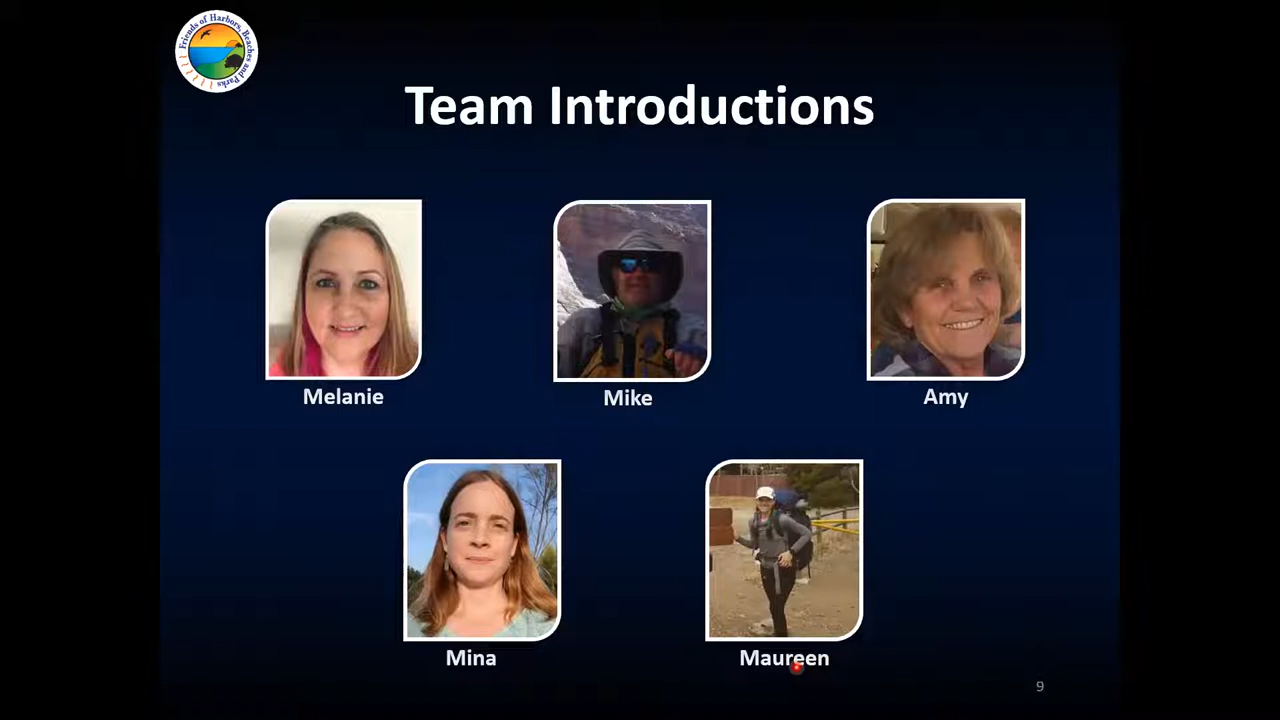 Friends of Harbors, Beaches and Parks
Team Introductions
Melanie
Mike
Amy
Mina
Maureen
9